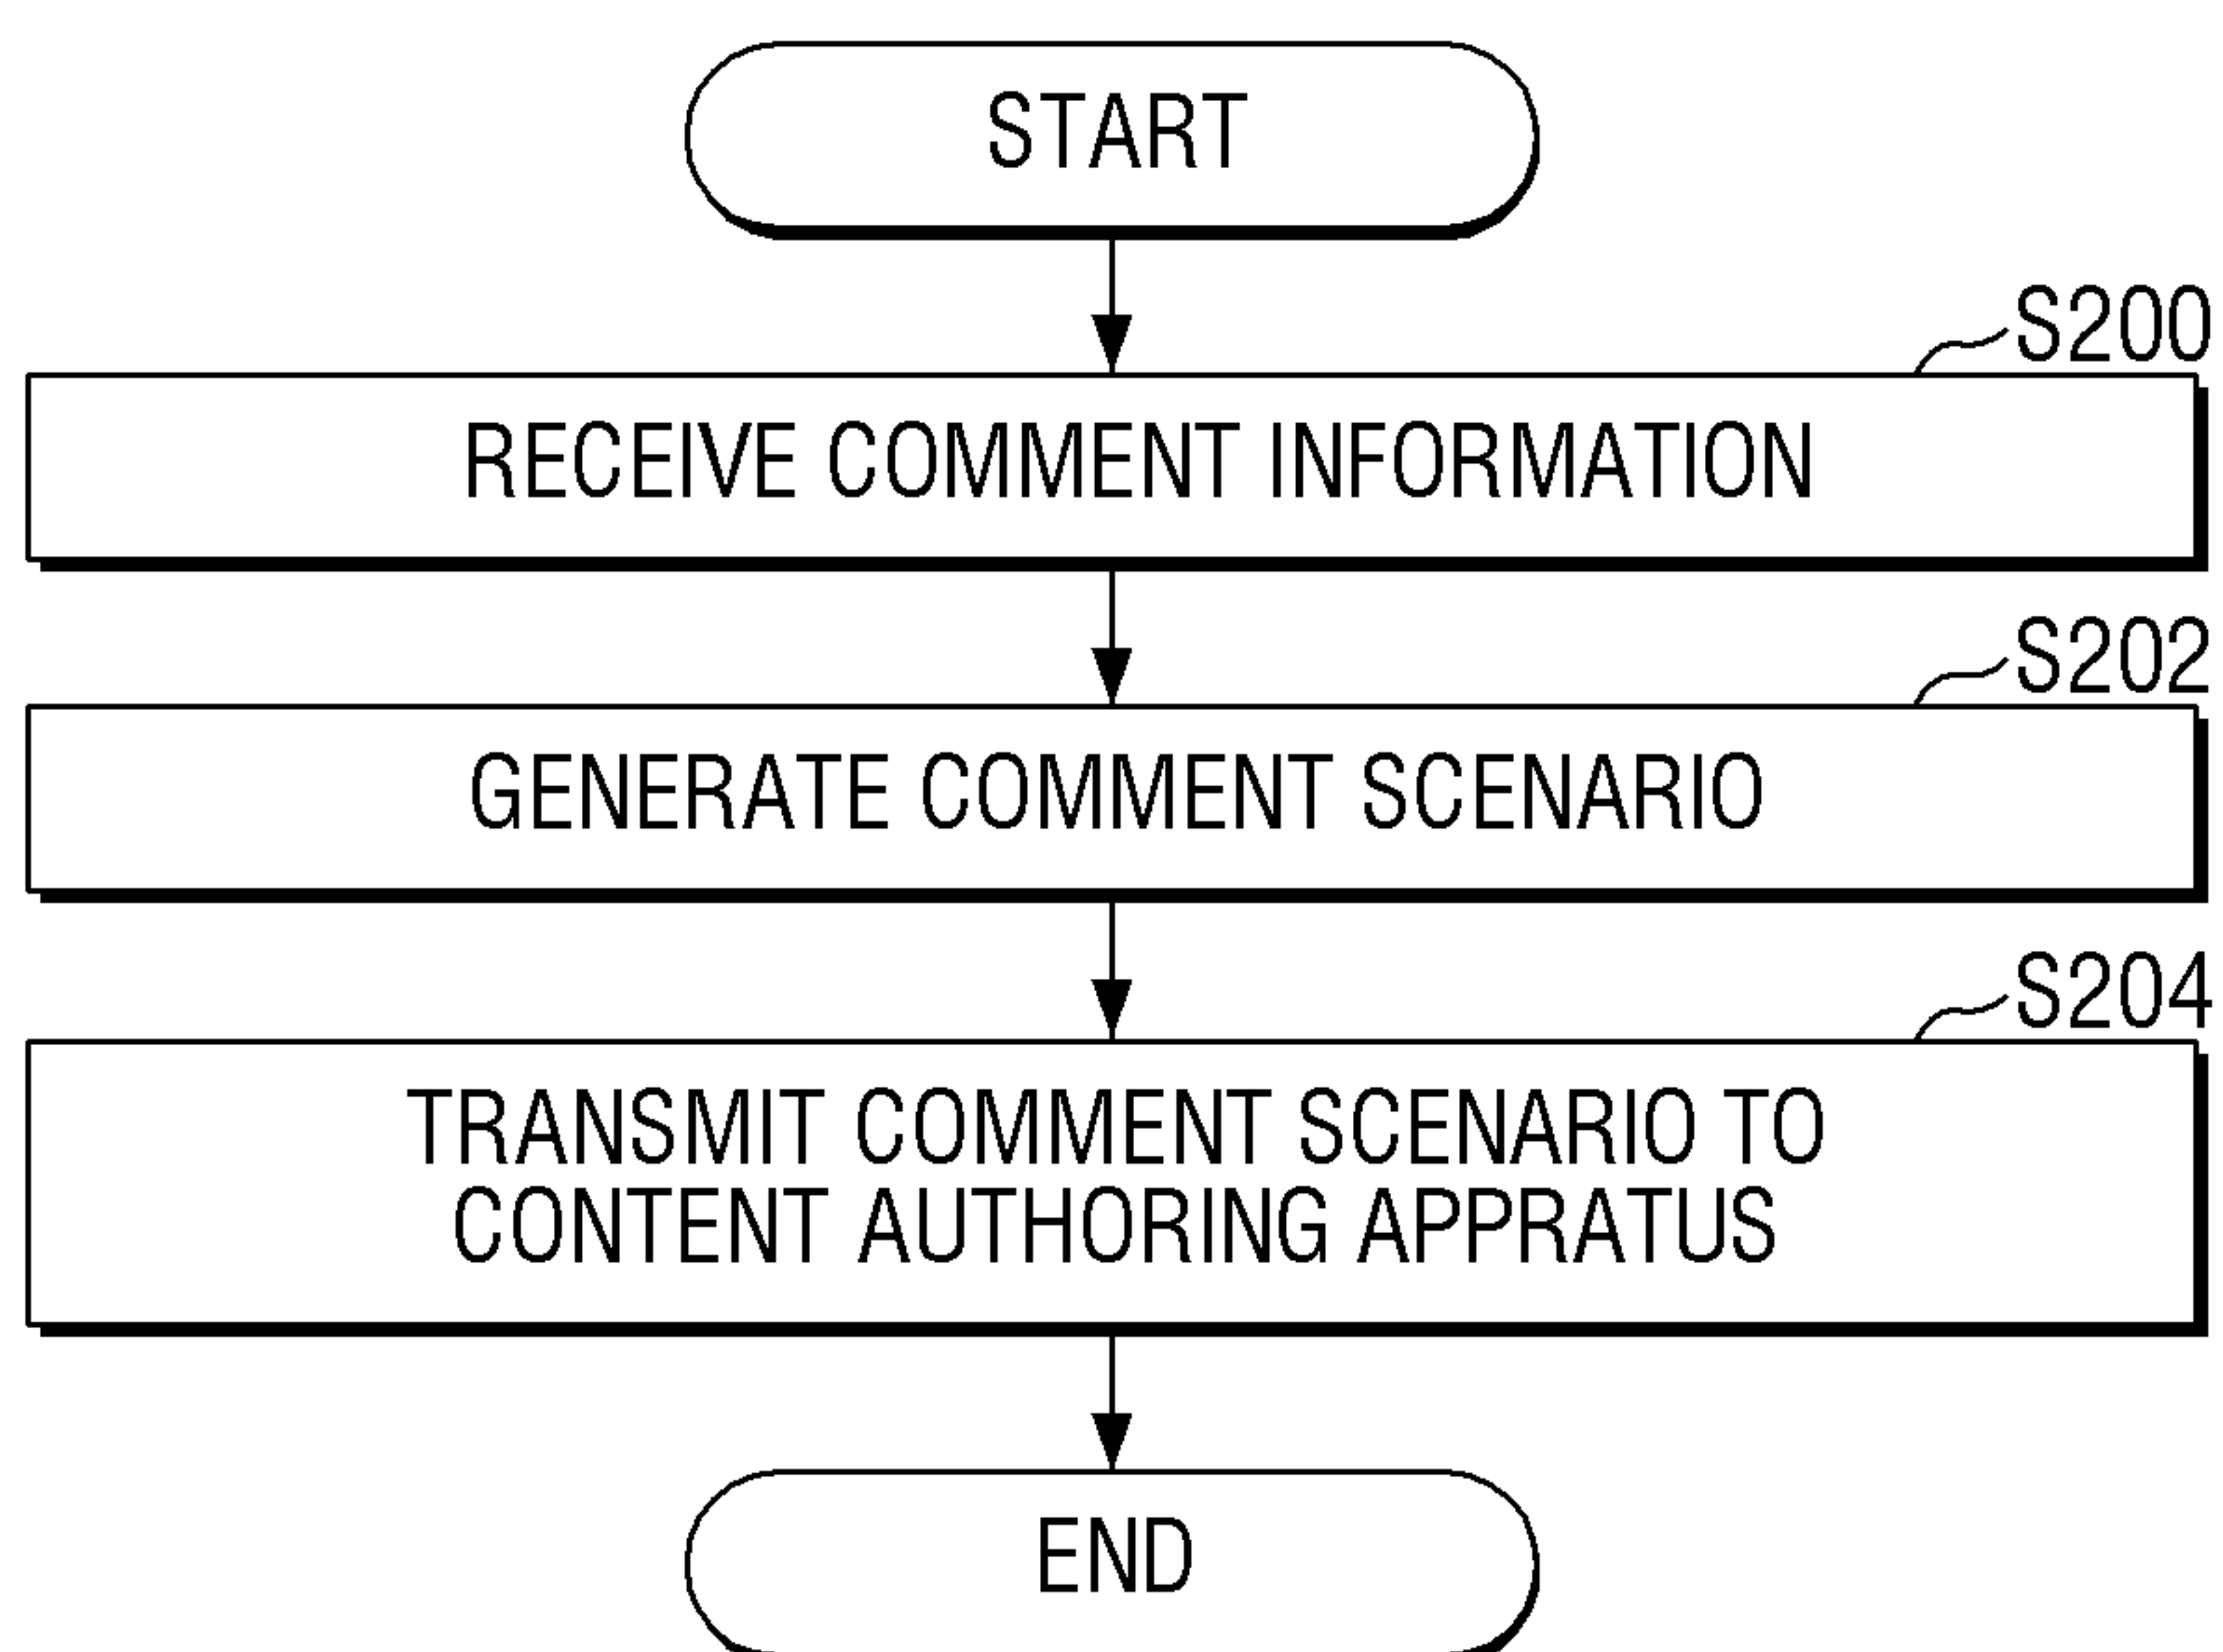 START
S200
RECEIVE COMMENT INFORMATION
S202
GENERATE COMMENT SCENARIO
S204
TRANSMIT COMMENT SCENARIO TO
CONTENT AUTHORING APPRATUS
END